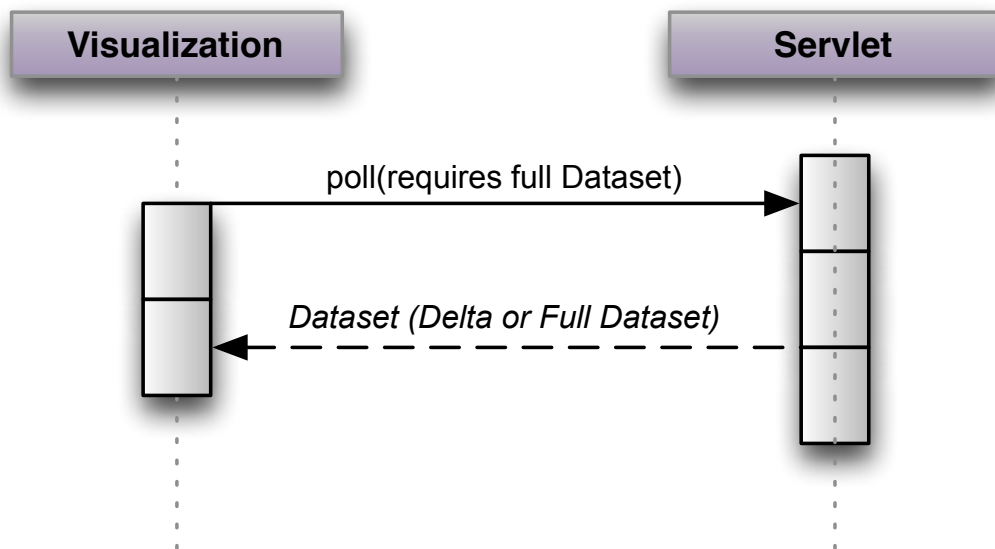 Visualization
Servlet
poll(requires full Dataset)
Dataset (Delta or Full Dataset)